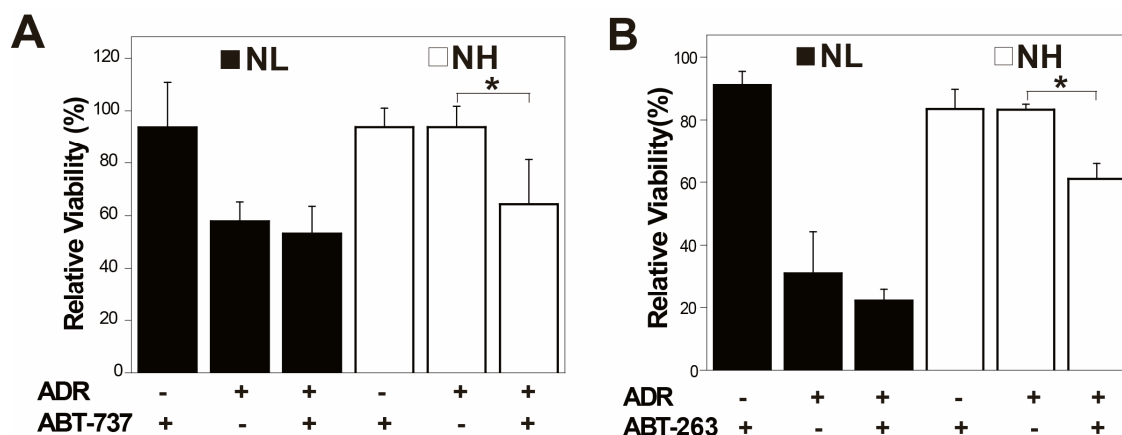 A
Relative Viability (%)
120
100
80
60
40
20
0
NL
NH
*
ADR - + + - + +
ABT-737 + - + + - +
B
Relative Viability(%)
100
80
60
40
20
0
NL
NH
*
ADR - + + - + +
ABT-263 + - + + - +